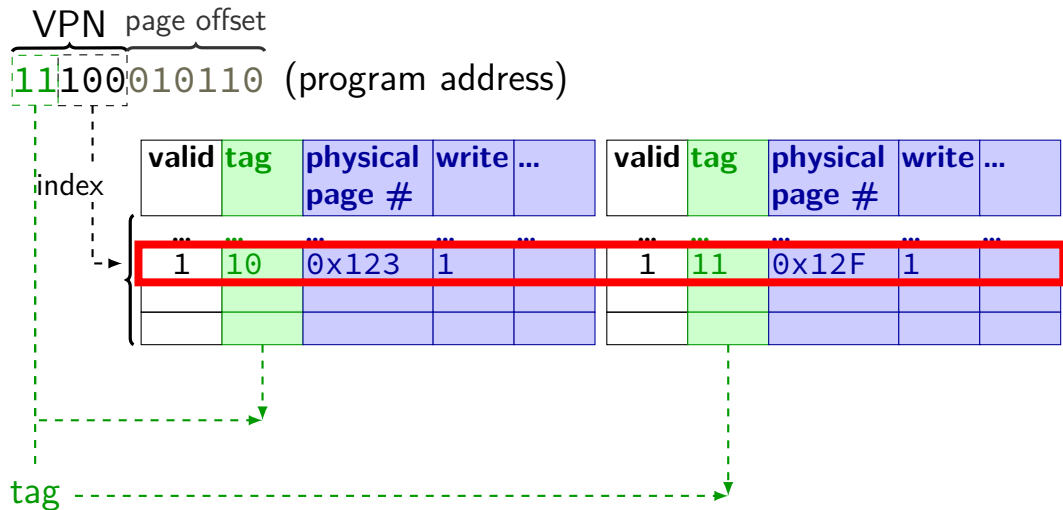 VPN page offset
11100010110 (program address)
valid tag physical page # write ... valid tag physical page # write ...
index
... ... ... ... ... ... ... ... ... ...
1 10 0x123 1 1 11 0x12F 1
tag